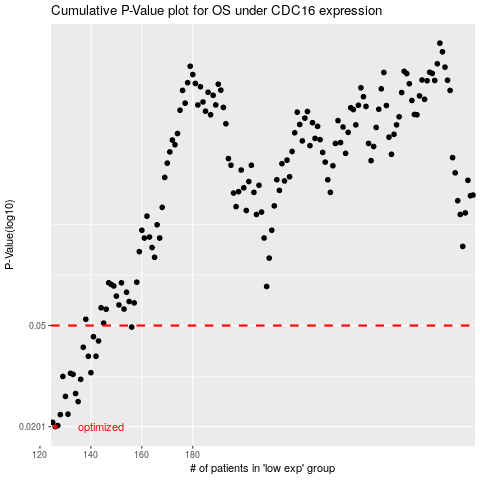 Cumulative P-Value plot for OS under CDC16 expression
P-Value(log10)
0.05
0.0201
optimized
120 140 160 180
# of patients in 'low exp' group